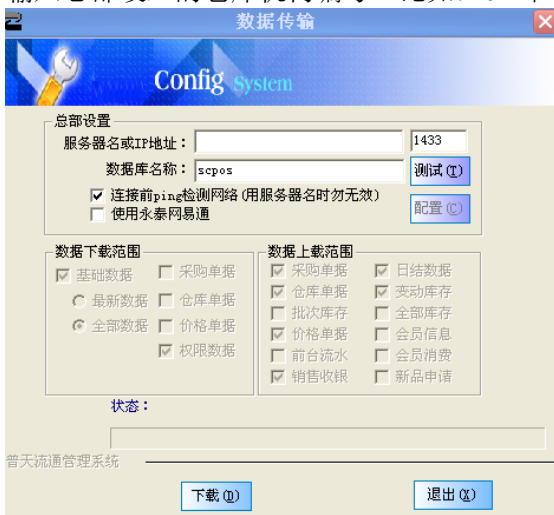 数据传输
Config System
总部设置
服务器名或IP地址： 1433
数据库名称： scpos 测试(T)
连接前ping检测网络(用服务器名时勿无效)
使用永泰网易通 配置(C)
数据下载范围 数据上载范围
基础数据 采购单据 采购单据 日结数据
最新数据 仓库单据 仓库单据 变动库存
全部数据 价格单据 批次库存 全部库存
权限数据 价格单据 会员信息
前台流水 会员消费
销售收银 新品申请
状态：
普天流通管理系统
下载(D) 退出(X)